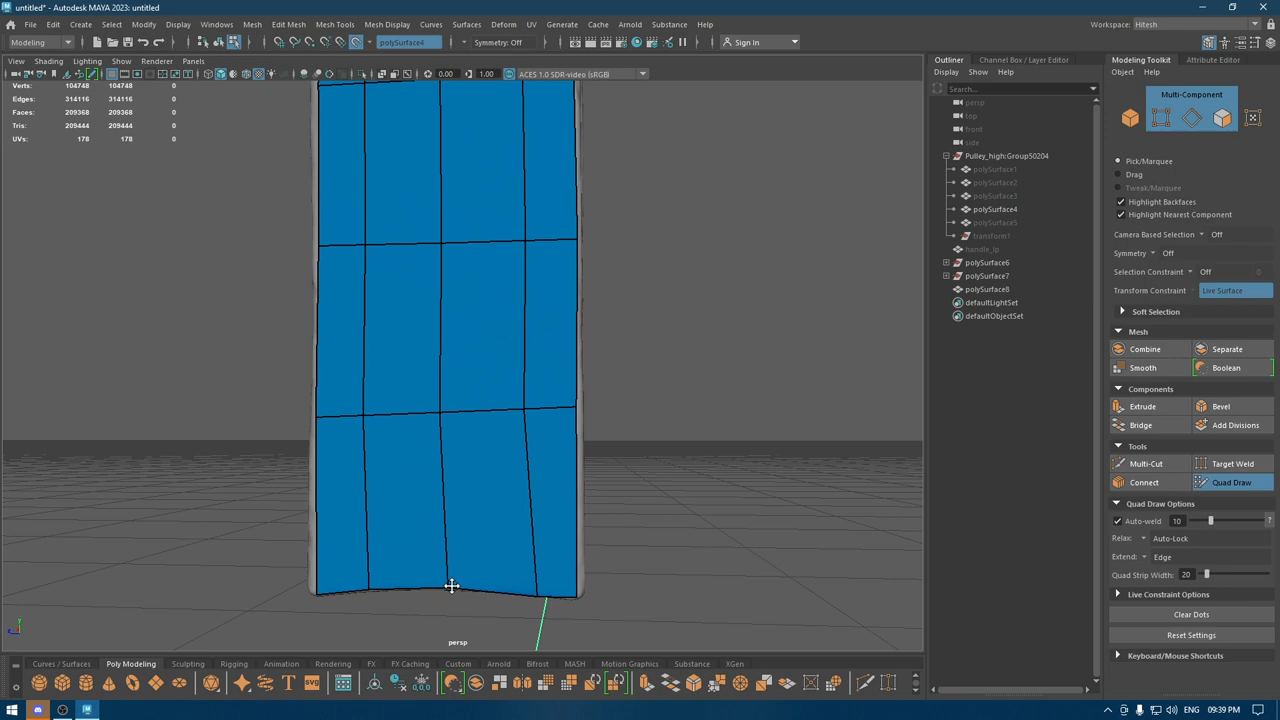 untitled* - Autodesk MAYA 2023: untitled
File Edit Create Select Modify Display Windows Mesh Edit Mesh Mesh Tools Mesh Display Curves Surfaces Deform UV Generate Cache Arnold Substance Help Workspace: Hitesh
Modeling polySurface4 Symmetry: Off Sign In
View Shading Lighting Show Renderer Panels
0.00 1.00 ACES 1.0 SDR-video (sRGB)
Verts: 104748 104748 0
Edges: 314116 314116 0
Faces: 209368 209368 0
Tris: 209444 209444 0
UVs: 178 178 0
persp
Outliner Channel Box / Layer Editor
Display Show Help
Search...
persp
top
front
side
Pulley_high:Group50204
polySurface1
polySurface2
polySurface3
polySurface4
polySurface5
transform1
handle_lp
polySurface6
polySurface7
polySurface8
defaultLightSet
defaultObjectSet
Modeling Toolkit Attribute Editor
Object Help
Multi-Component
Pick/Marquee
Drag
Tweak/Marquee
Highlight Backfaces
Highlight Nearest Component
Camera Based Selection Off
Symmetry Off
Selection Constraint Off 0
Transform Constraint Live Surface
Soft Selection
Mesh
Combine Separate
Smooth Boolean
Components
Extrude Bevel
Bridge Add Divisions
Tools
Multi-Cut Target Weld
Connect Quad Draw
Quad Draw Options
Auto-weld 10 ?
Relax: Auto-Lock
Extend: Edge
Quad Strip Width: 20
Live Constraint Options
Clear Dots
Reset Settings
Keyboard/Mouse Shortcuts
Curves / Surfaces Poly Modeling Sculpting Rigging Animation Rendering FX FX Caching Custom Arnold Bifrost MASH Motion Graphics Substance XGen
ENG 09:39 PM